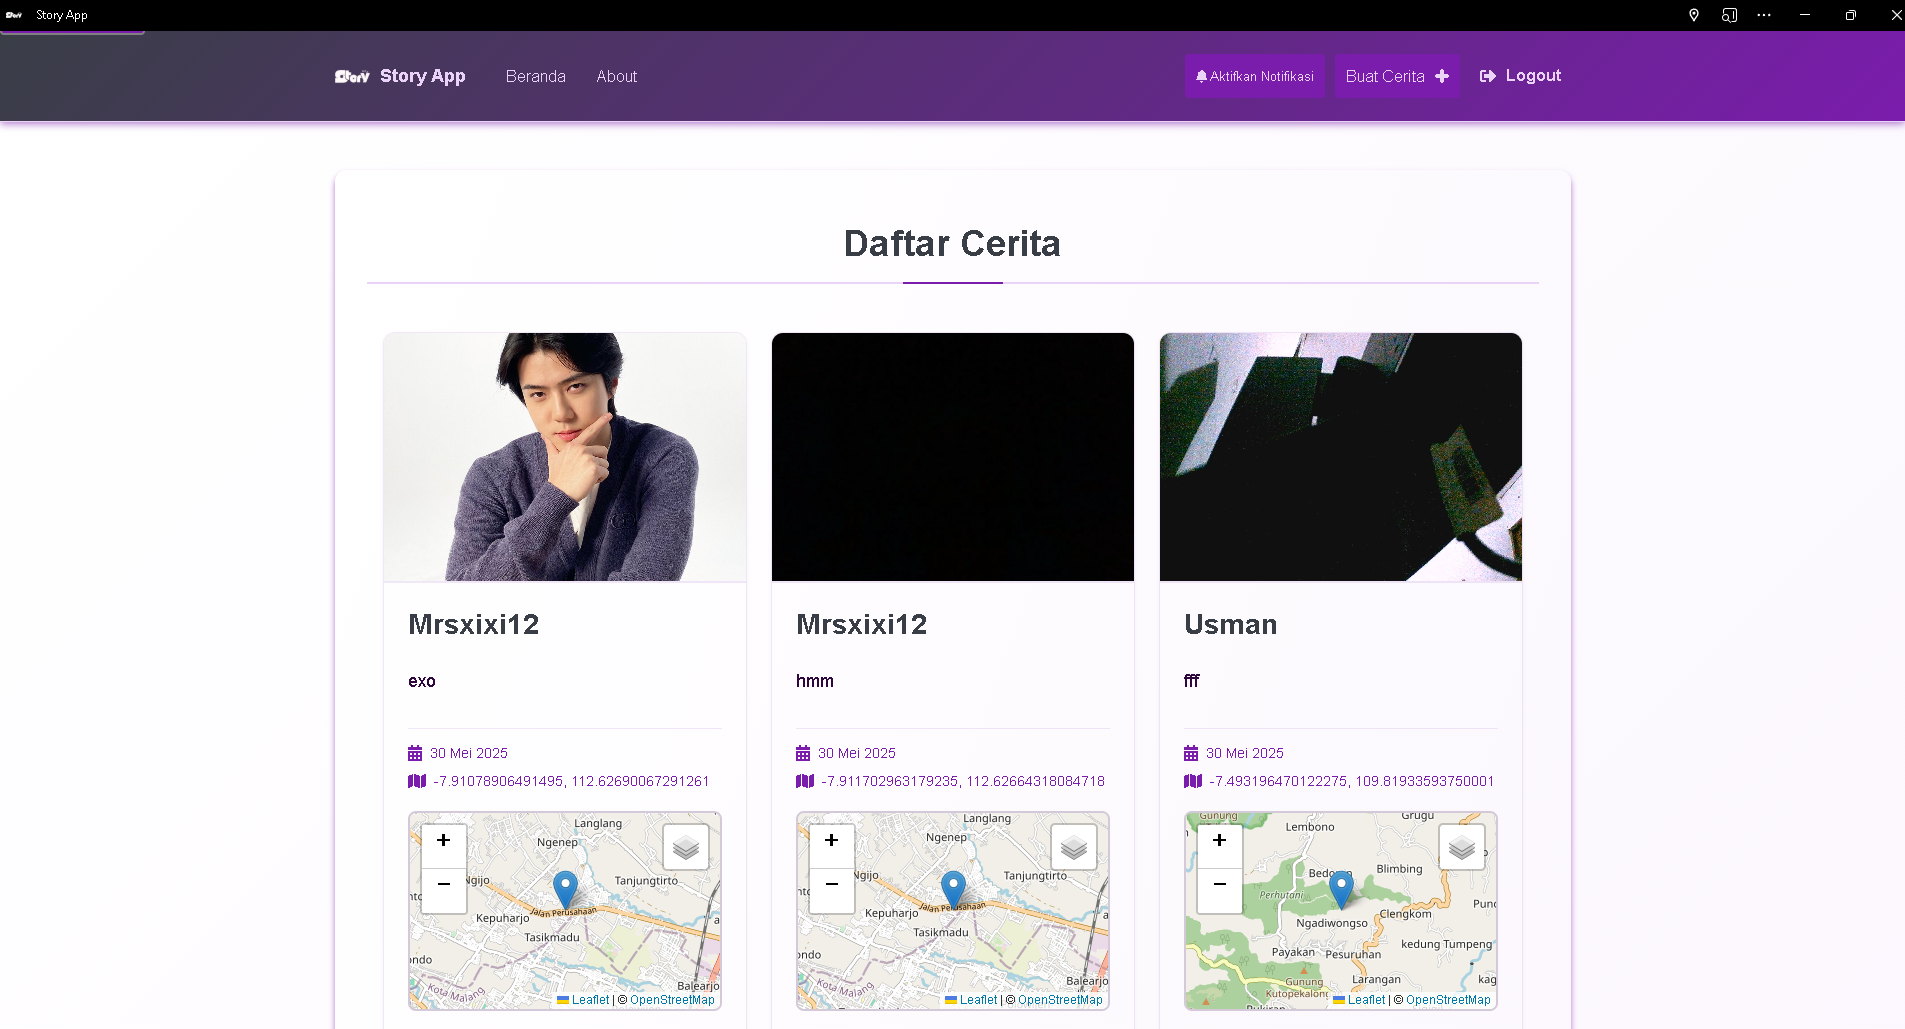 Story App
Story Story App Beranda About Aktifkan Notifikasi Buat Cerita Logout
Daftar Cerita
Mrsxixi12
exo
30 Mei 2025
-7.91078906491495, 112.62690067291261
+
−
Langlang
Ngenep
Ngijo
Tanjungtirto
Jalan Perusahaan
Kepuharjo
Tasikmadu
ondo
Kota Malang
Balearjo
Leaflet | © OpenStreetMap
Mrsxixi12
hmm
30 Mei 2025
-7.911702963179235, 112.62664318084718
+
−
Langlang
Ngenep
Ngijo
Tanjungtirto
Jalan Perusahaan
Kepuharjo
Tasikmadu
ondo
Kota Malang
Balearjo
Leaflet | © OpenStreetMap
Usman
fff
30 Mei 2025
-7.493196470122275, 109.81933593750001
+
−
Gunung
Grugu
Lembono
Blimbing
Perhutani
Clengkom
Ngadiwongso
kedung Tumpeng
Payakan
Pesuruhan
Larangan
Gunung
kag
Leaflet | © OpenStreetMap